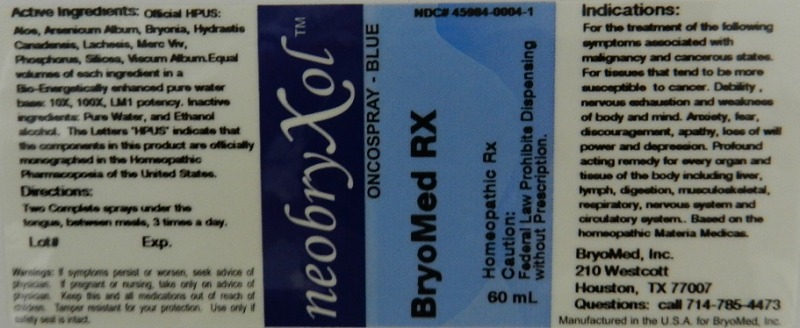 Active Ingredients: Official HPUS:
Aloe, Arsenicum Album, Bryonia, Hydrastis
Canadensis, Lachesis, Merc Viv,
Phosphorus, Silicea, Viscum Album.Equal
volumes of each ingredient in a
Bio-Energetically enhanced pure water
base: 10X, 100X, LM1 potency. Inactive
ingredients: Pure Water, and Ethanol
alcohol. The Letters "HPUS" indicate that
the components in this product are officially
monographed in the Homeopathic
Pharmacopoeia of the United States.
Directions:
Two Complete sprays under the
tongue, between meals, 3 times a day.
Lot# Exp.
Warnings: If symptoms persist or worsen, seek advice of
physician. If pregnant or nursing, take only on advice of
physician. Keep this and all medications out of reach of
children. Tamper resistant for your protection. Use only if
safety seal is intact.
neobryXol™
ONCOSPRAY - BLUE
NDC# 45984-0004-1
BryoMed RX
Homeopathic Rx
Caution:
Federal Law Prohibits Dispensing
without Prescription.
60 mL
Indications:
For the treatment of the following
symptoms associated with
malignancy and cancerous states.
For tissues that tend to be more
susceptible to cancer. Debility ,
nervous exhaustion and weakness
of body and mind. Anxiety, fear,
discouragement, apathy, loss of will
power and depression. Profound
acting remedy for every organ and
tissue of the body including liver,
lymph, digestion, musculoskeletal,
respiratory, nervous system and
circulatory system.. Based on the
homeopathic Materia Medicas.
BryoMed, Inc.
210 Westcott
Houston, TX 77007
Questions: call 714-785-4473
Manufactured in the U.S.A. for BryoMed, Inc.